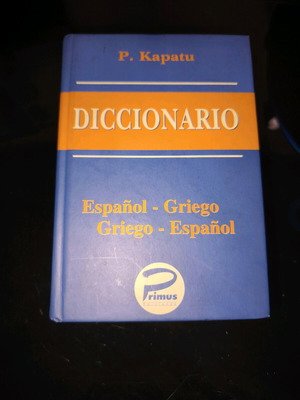 P. Kapatu
DICCIONARIO
Español - Griego
Griego - Español
Primus